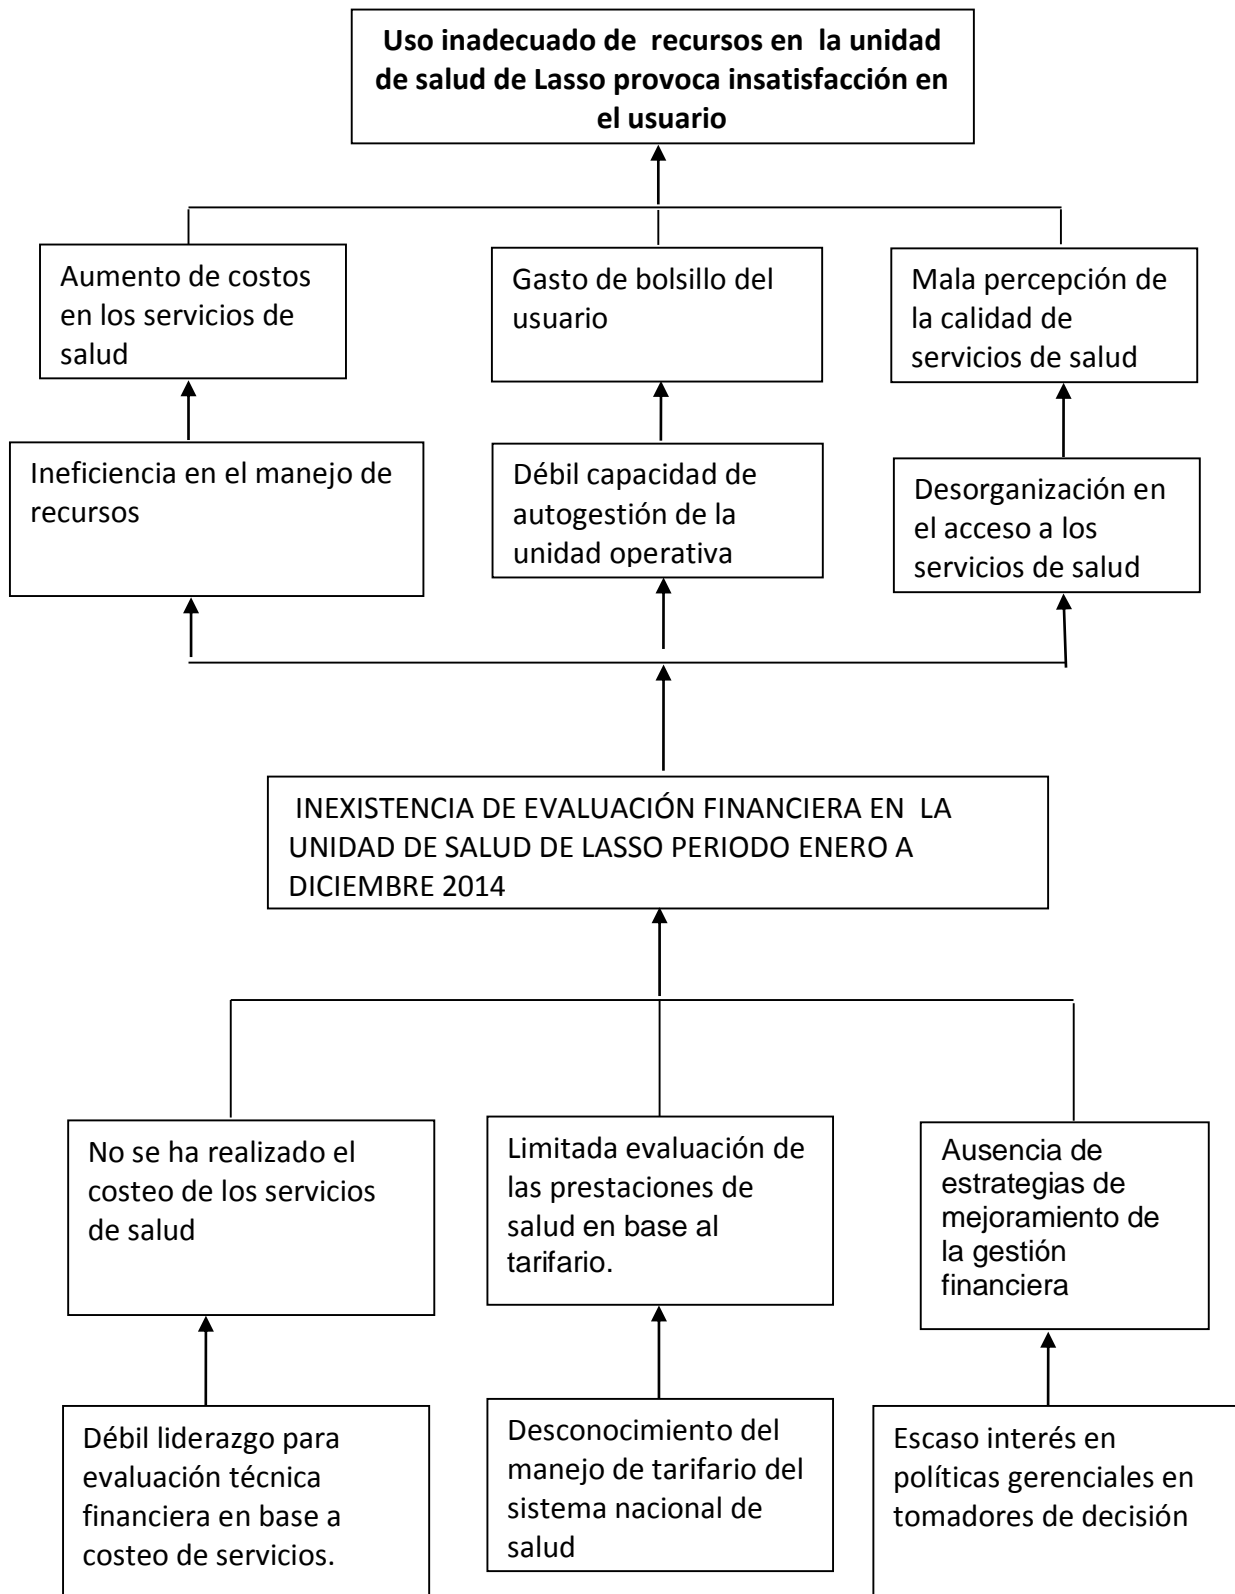 Uso inadecuado de recursos en la unidad
de salud de Lasso provoca insatisfacción en
el usuario
Aumento de costos
en los servicios de
salud
Gasto de bolsillo del
usuario
Mala percepción de
la calidad de
servicios de salud
Ineficiencia en el manejo de
recursos
Débil capacidad de
autogestión de la
unidad operativa
Desorganización en
el acceso a los
servicios de salud
INEXISTENCIA DE EVALUACIÓN FINANCIERA EN LA
UNIDAD DE SALUD DE LASSO PERIODO ENERO A
DICIEMBRE 2014
No se ha realizado el
costeo de los servicios
de salud
Limitada evaluación de
las prestaciones de
salud en base al
tarifario.
Ausencia de
estrategias de
mejoramiento de
la gestión
financiera
Débil liderazgo para
evaluación técnica
financiera en base a
costeo de servicios.
Desconocimiento del
manejo de tarifario del
sistema nacional de
salud
Escaso interés en
políticas gerenciales en
tomadores de decisión